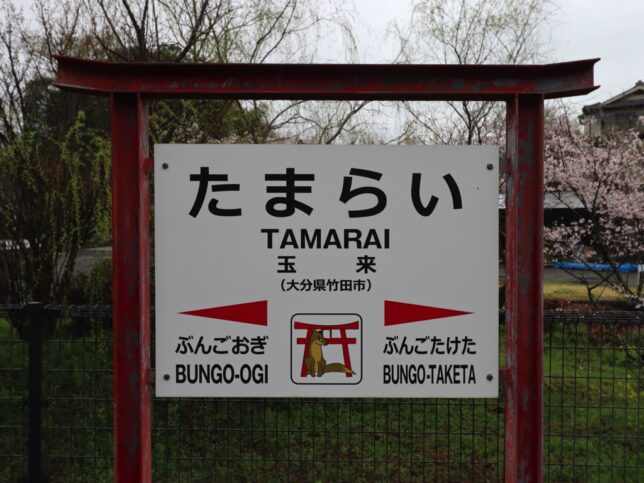 たまらい
TAMARAI
玉来
(大分県竹田市)
ぶんごおぎ
BUNGO-OGI
ぶんごたけた
BUNGO-TAKETA